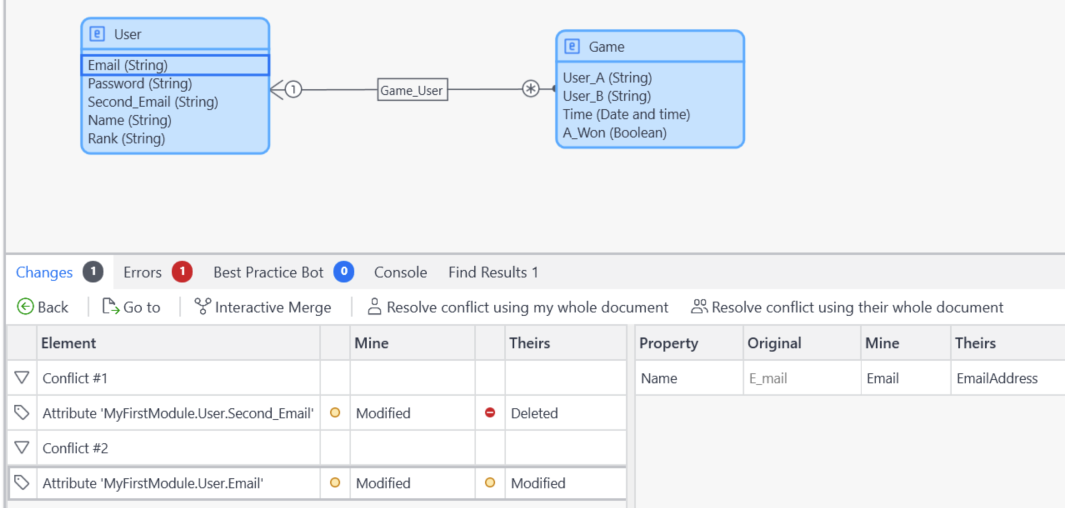 User
Email (String)
Password (String)
Second_Email (String)
Name (String)
Rank (String)
1
Game_User
*
Game
User_A (String)
User_B (String)
Time (Date and time)
A_Won (Boolean)
Changes 1 Errors 1 Best Practice Bot 0 Console Find Results 1
Back Go to Interactive Merge Resolve conflict using my whole document Resolve conflict using their whole document
Element Mine Theirs
Conflict #1
Attribute 'MyFirstModule.User.Second_Email' Modified Deleted
Conflict #2
Attribute 'MyFirstModule.User.Email' Modified Modified
Property Original Mine Theirs
Name E_mail Email EmailAddress